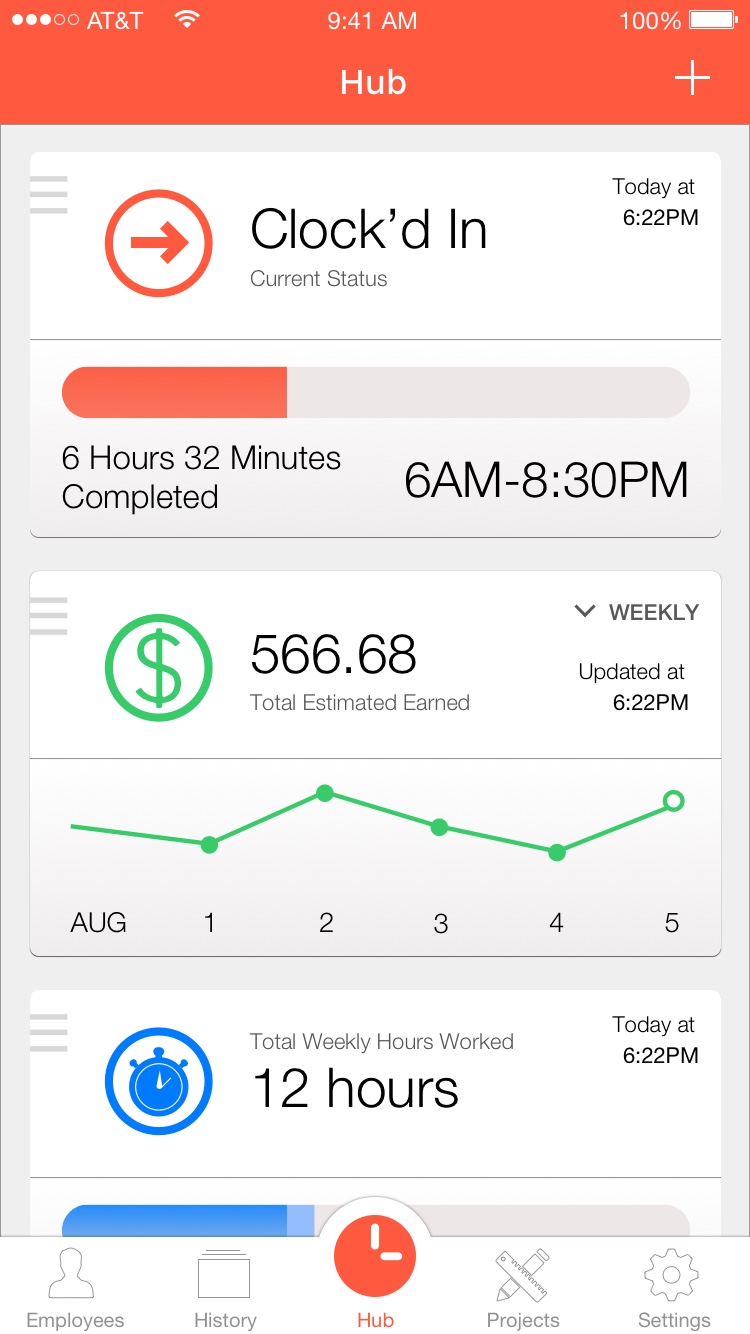 AT&T 9:41 AM 100%
Hub
Today at
6:22PM
Clock’d In
Current Status
6 Hours 32 Minutes
Completed
6AM-8:30PM
WEEKLY
566.68
Total Estimated Earned
Updated at
6:22PM
AUG 1 2 3 4 5
Today at
6:22PM
Total Weekly Hours Worked
12 hours
Employees History Hub Projects Settings